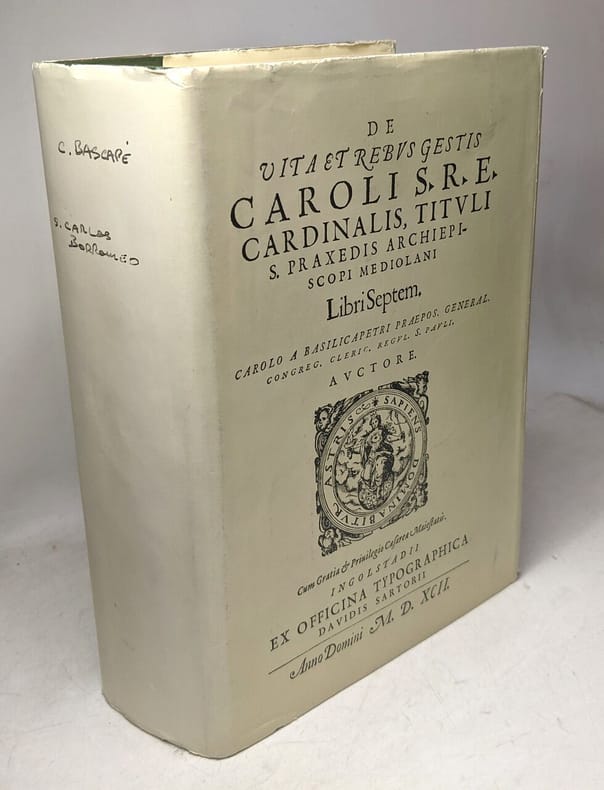 C. BASCAPÉ
S. CARLOS
BORROMEO
DE
VITA ET REBVS GESTIS
CAROLI S. R. E.
CARDINALIS, TITVLI
S. PRAXEDIS ARCHIEPI-
SCOPI MEDIOLANI
Libri Septem.
CAROLO A BASILICAPETRI PRAEPOS. GENERAL.
CONGREG. CLERIC. REGVL. S. PAVLI.
AVCTORE.
SAPIENS DOMINABITVR ASTRIS
Cum Gratia & Priuilegio Cæsareæ Maiestatis.
INGOLSTADII
EX OFFICINA TYPOGRAPHICA
DAVIDIS SARTORII
Anno Domini M. D. XCII.